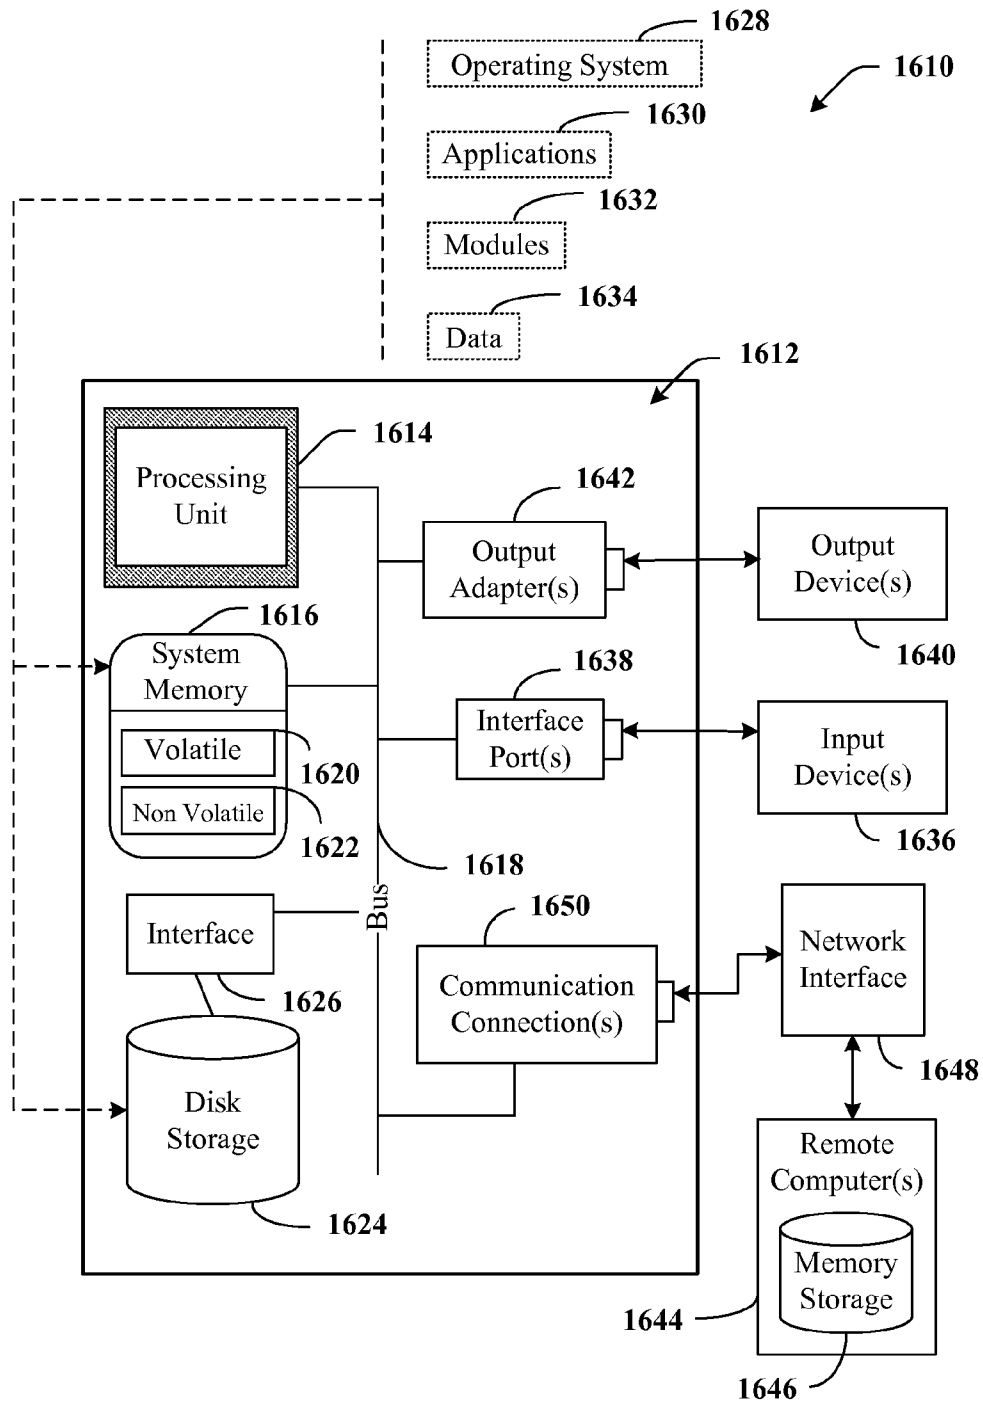 1628
Operating System
1610
1630
Applications
1632
Modules
1634
Data
1612
1614
Processing
Unit
1642
Output
Adapter(s)
Output
Device(s)
1640
1616
System
Memory
1638
Interface
Port(s)
Input
Device(s)
1636
Volatile
1620
Non Volatile
1622
1618
Bus
1650
Interface
1626
Communication
Connection(s)
Network
Interface
1648
Disk
Storage
1624
Remote
Computer(s)
Memory
Storage
1644
1646